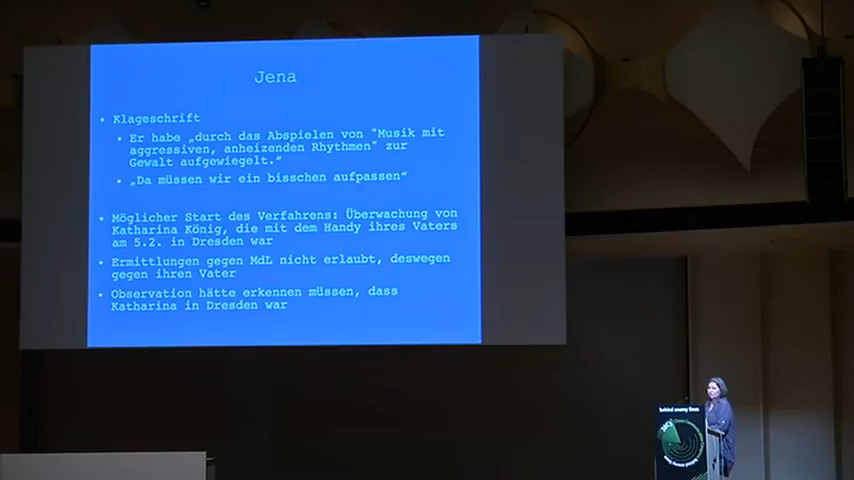 Jena
• Klageschrift
• Er habe „durch das Abspielen von "Musik mit
aggressiven, anheizenden Rhythmen" zur
Gewalt aufgewiegelt.“
• „Da müssen wir ein bisschen aufpassen“
• Möglicher Start des Verfahrens: Überwachung von
Katharina König, die mit dem Handy ihres Vaters
am 5.2. in Dresden war
• Ermittlungen gegen MdL nicht erlaubt, deswegen
gegen ihren Vater
• Observation hätte erkennen müssen, dass
Katharina in Dresden war
behind enemy lines